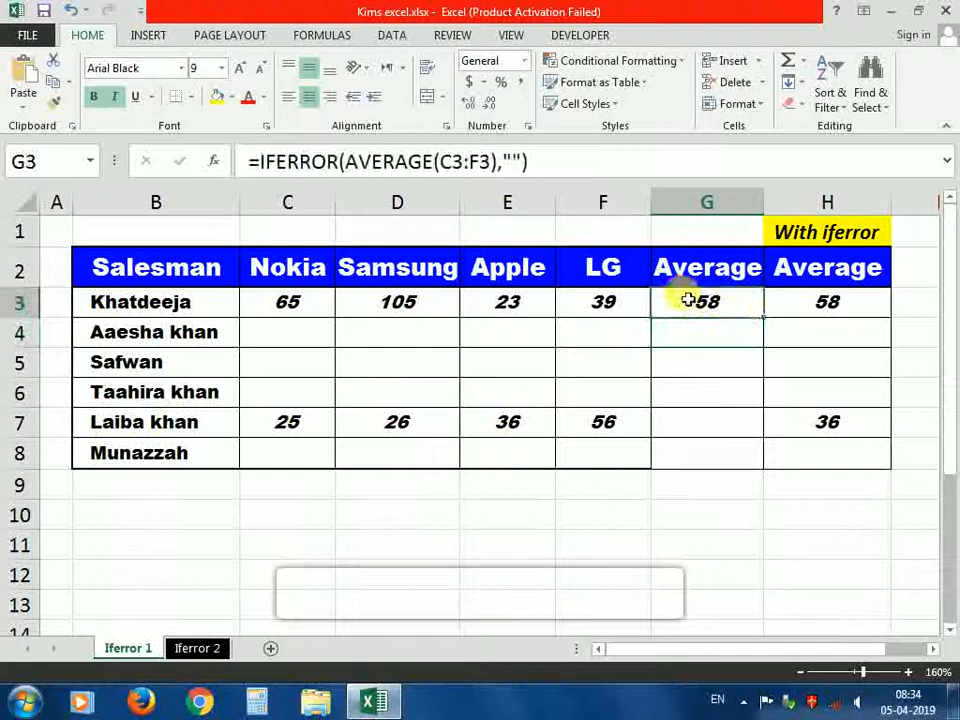 Kims excel.xlsx - Excel (Product Activation Failed)
?
FILE HOME INSERT PAGE LAYOUT FORMULAS DATA REVIEW VIEW DEVELOPER Sign in
Paste
Arial Black 9 A A
B I U A
General
$ % ,
Conditional Formatting
Format as Table
Cell Styles
Insert
Delete
Format
Sort & Filter
Find & Select
Clipboard Font Alignment Number Styles Cells Editing
G3 fx =IFERROR(AVERAGE(C3:F3),"")
A B C D E F G H
1 With iferror
2 Salesman Nokia Samsung Apple LG Average Average
3 Khatdeeja 65 105 23 39 58 58
4 Aaesha khan
5 Safwan
6 Taahira khan
7 Laiba khan 25 26 36 56 36
8 Munazzah
9
10
11
12
13
14
Iferror 1 Iferror 2
160%
EN 08:34
05-04-2019